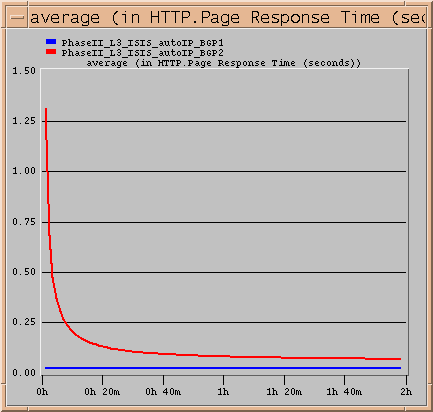 average (in HTTP.Page Response Time (sec
PhaseII_L3_ISIS_autoIP_BGP1
PhaseII_L3_ISIS_autoIP_BGP2
average (in HTTP.Page Response Time (seconds))
1.50
1.25
1.00
0.75
0.50
0.25
0.00
0h 0h 20m 0h 40m 1h 1h 20m 1h 40m 2h